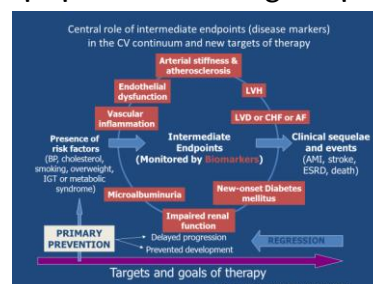 Central role of intermediate endpoints (disease markers)
in the CV continuum and new targets of therapy
Arterial stiffness &
atherosclerosis
Endothelial
dysfunction
LVH
Vascular
inflammation
LVD or CHF or AF
Presence of
risk factors
(BP, cholesterol,
smoking, overweight,
IGT or metabolic
syndrome)
Intermediate
Endpoints
(Monitored by Biomarkers)
Clinical sequelae
and events
(AMI, stroke,
ESRD, death)
Microalbuminuria
New-onset Diabetes
mellitus
Impaired renal
function
PRIMARY
PREVENTION
Delayed progression
Prevented development
REGRESSION
Targets and goals of therapy